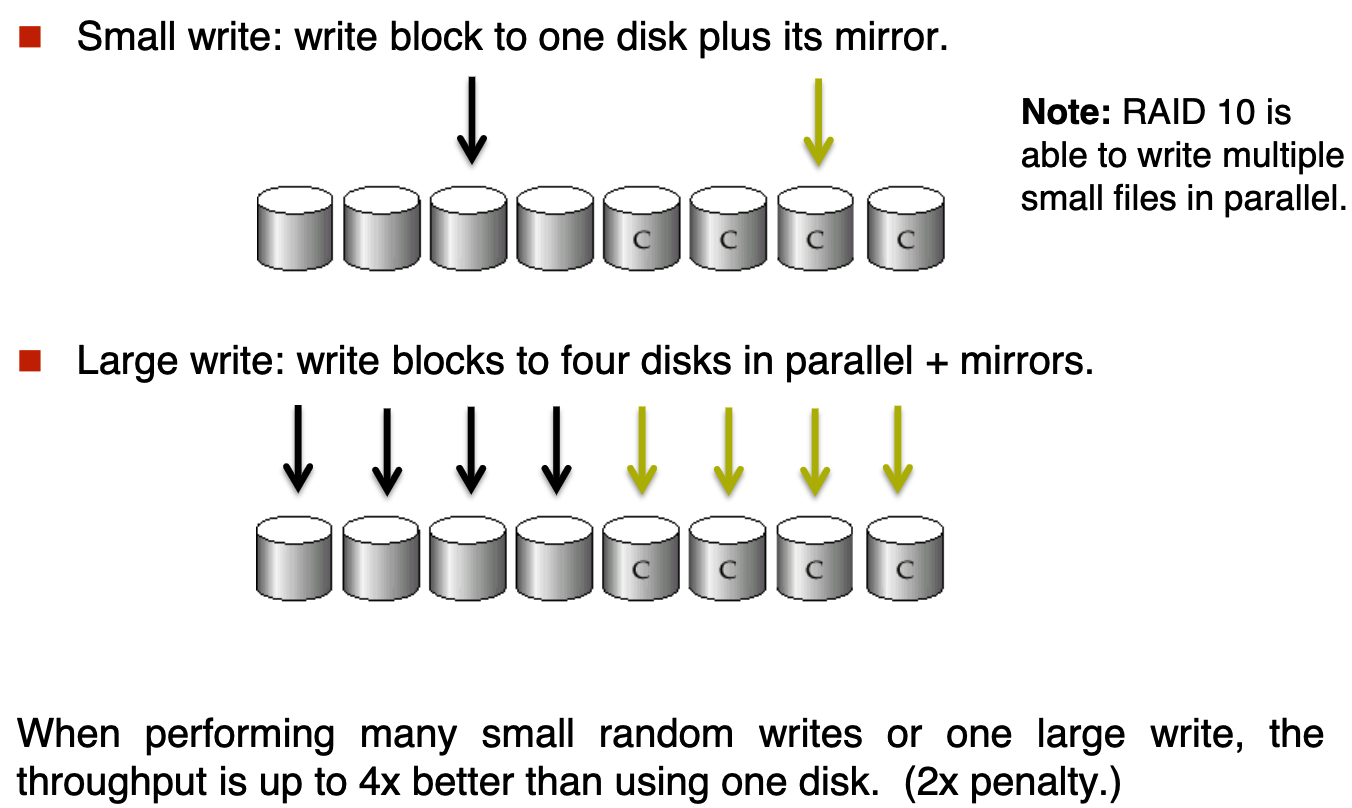 Small write: write block to one disk plus its mirror.
Note: RAID 10 is
able to write multiple
small files in parallel.
C C C C
Large write: write blocks to four disks in parallel + mirrors.
C C C C
When performing many small random writes or one large write, the
throughput is up to 4x better than using one disk. (2x penalty.)